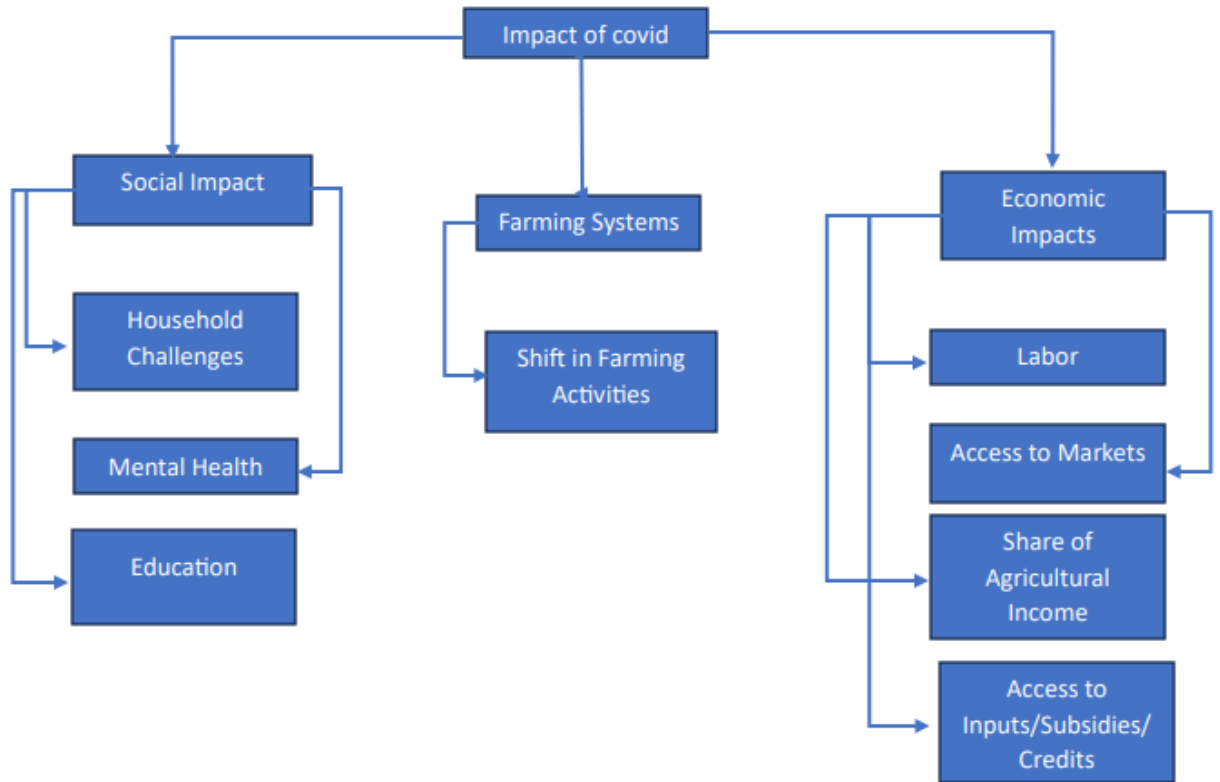 Impact of covid
Social Impact
Household
Challenges
Mental Health
Education
Farming Systems
Shift in Farming
Activities
Economic
Impacts
Labor
Access to Markets
Share of
Agricultural
Income
Access to
Inputs/Subsidies/
Credits